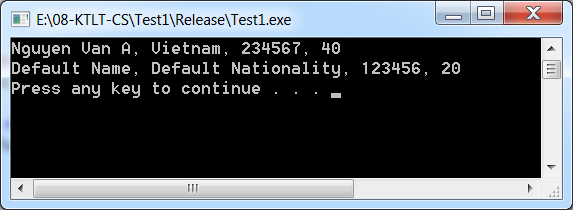 E:\08-KTLT-CS\Test1\Release\Test1.exe
Nguyen Van A, Vietnam, 234567, 40
Default Name, Default Nationality, 123456, 20
Press any key to continue . . .